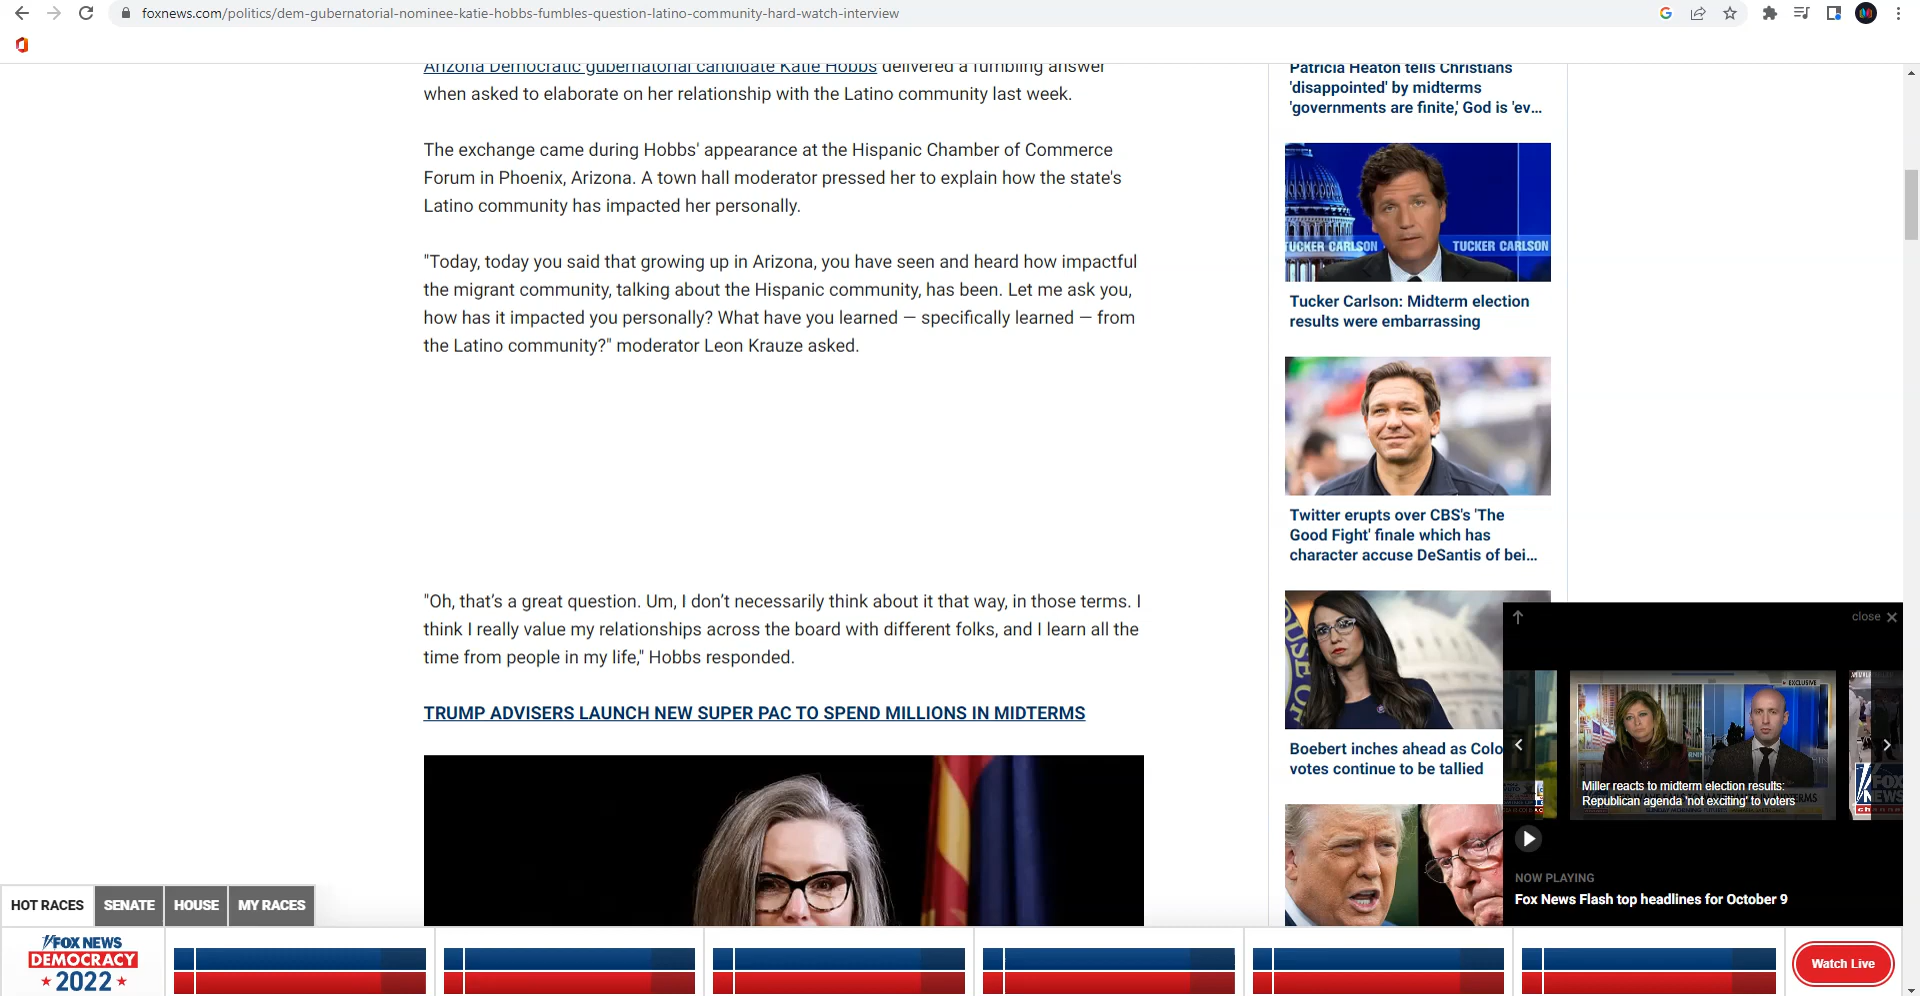 foxnews.com/politics/dem-gubernatorial-nominee-katie-hobbs-fumbles-question-latino-community-hard-watch-interview
Arizona Democratic gubernatorial candidate Katie Hobbs delivered a fumbling answer
when asked to elaborate on her relationship with the Latino community last week.
The exchange came during Hobbs' appearance at the Hispanic Chamber of Commerce
Forum in Phoenix, Arizona. A town hall moderator pressed her to explain how the state's
Latino community has impacted her personally.
"Today, today you said that growing up in Arizona, you have seen and heard how impactful
the migrant community, talking about the Hispanic community, has been. Let me ask you,
how has it impacted you personally? What have you learned — specifically learned — from
the Latino community?" moderator Leon Krauze asked.
"Oh, that’s a great question. Um, I don’t necessarily think about it that way, in those terms. I
think I really value my relationships across the board with different folks, and I learn all the
time from people in my life," Hobbs responded.
TRUMP ADVISERS LAUNCH NEW SUPER PAC TO SPEND MILLIONS IN MIDTERMS
Patricia Heaton tells Christians
'disappointed' by midterms
'governments are finite,' God is 'ev...
TUCKER CARLSON
TUCKER CARLSON
Tucker Carlson: Midterm election
results were embarrassing
Twitter erupts over CBS's 'The
Good Fight' finale which has
character accuse DeSantis of bei...
HOUSE OF
Boebert inches ahead as Colo
votes continue to be tallied
close
EXCLUSIVE
Miller reacts to midterm election results:
Republican agenda 'not exciting' to voters
FOX
NEWS
channel
NOW PLAYING
Fox News Flash top headlines for October 9
HOT RACES
SENATE
HOUSE
MY RACES
FOX NEWS
DEMOCRACY
2022
Watch Live